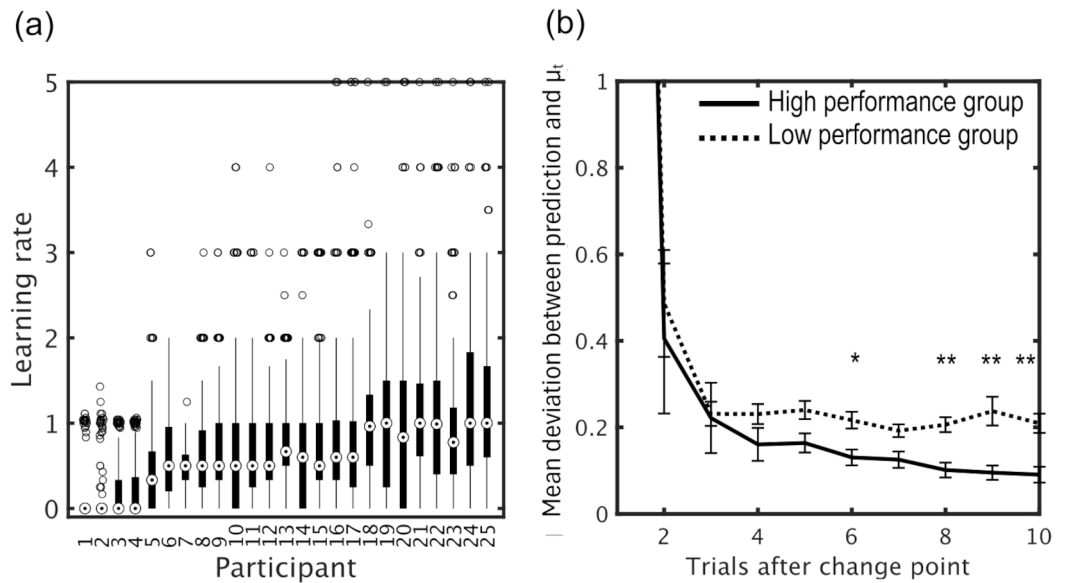 (a)
Learning rate
5
4
3
2
1
0
1 2 3 4 5 6 7 8 9 10 11 12 13 14 15 16 17 18 19 20 21 22 23 24 25
Participant
(b)
Mean deviation between prediction and μt
1
0.8
0.6
0.4
0.2
0
High performance group
Low performance group
* ** ** **
2 4 6 8 10
Trials after change point